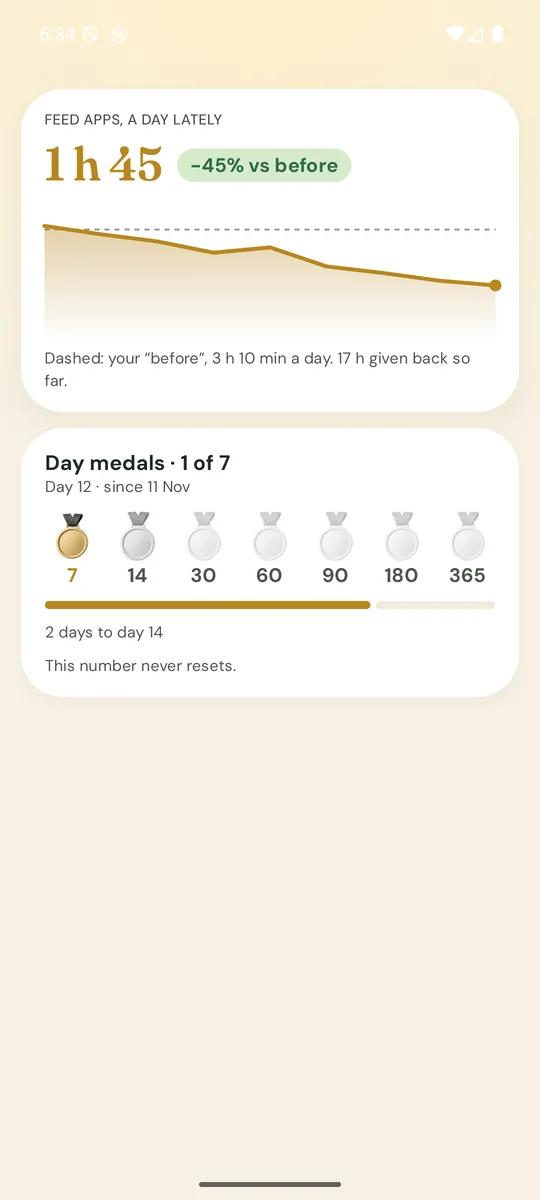 6:34
FEED APPS, A DAY LATELY
1 h 45
−45% vs before
Dashed: your “before”, 3 h 10 min a day. 17 h given back so
far.
Day medals · 1 of 7
Day 12 · since 11 Nov
7 14 30 60 90 180 365
2 days to day 14
This number never resets.